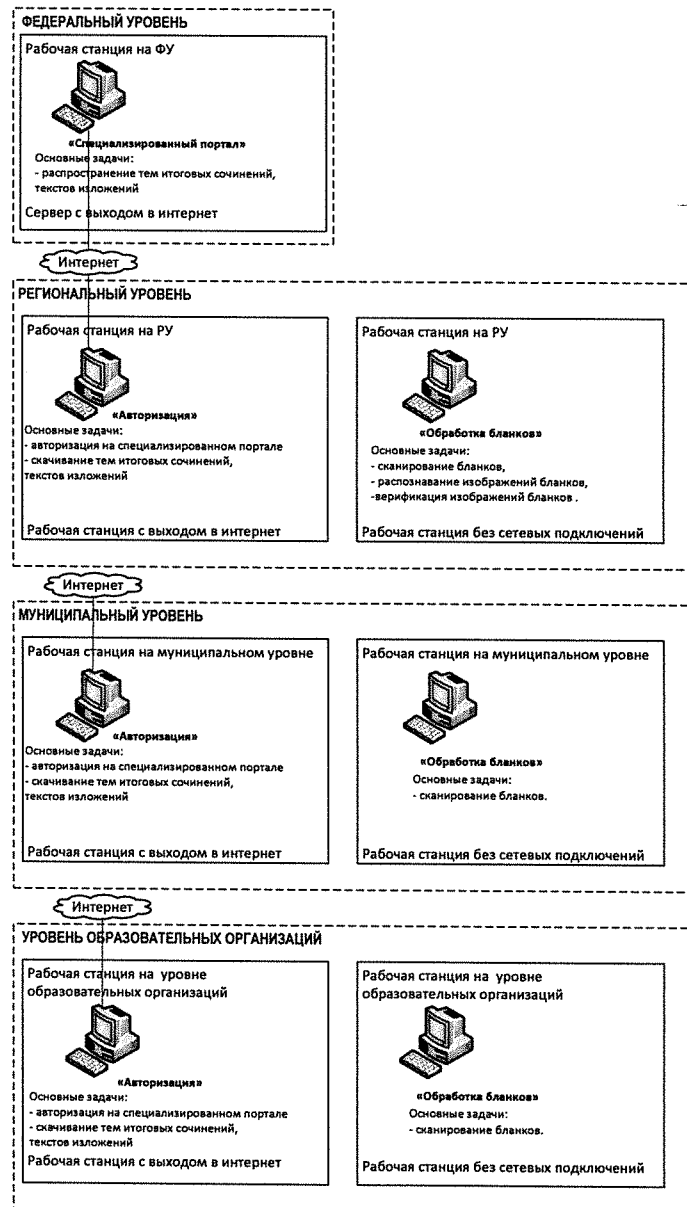 ФЕДЕРАЛЬНЫЙ УРОВЕНЬ
Рабочая станция на ФУ
«Специализированный портал»
Основные задачи:
- распространение тем итоговых сочинений,
текстов изложений
Сервер с выходом в интернет
Интернет
РЕГИОНАЛЬНЫЙ УРОВЕНЬ
Рабочая станция на РУ
«Авторизация»
Основные задачи:
- авторизация на специализированном портале
- скачивание тем итоговых сочинений,
текстов изложений
Рабочая станция с выходом в интернет
Рабочая станция на РУ
«Обработка бланков»
Основные задачи:
- сканирование бланков,
- распознавание изображений бланков,
-верификация изображений бланков .
Рабочая станция без сетевых подключений
Интернет
МУНИЦИПАЛЬНЫЙ УРОВЕНЬ
Рабочая станция на муниципальном уровне
«Авторизация»
Основные задачи:
- авторизация на специализированном портале
- скачивание тем итоговых сочинений,
текстов изложений
Рабочая станция с выходом в интернет
Рабочая станция на муниципальном уровне
«Обработка бланков»
Основные задачи:
- сканирование бланков.
Рабочая станция без сетевых подключений
Интернет
УРОВЕНЬ ОБРАЗОВАТЕЛЬНЫХ ОРГАНИЗАЦИЙ
Рабочая станция на уровне
образовательных организаций
«Авторизация»
Основные задачи:
- авторизация на специализированном портале
- скачивание тем итоговых сочинений,
текстов изложений
Рабочая станция с выходом в интернет
Рабочая станция на уровне
образовательных организаций
«Обработка бланков»
Основные задачи:
- сканирование бланков.
Рабочая станция без сетевых подключений